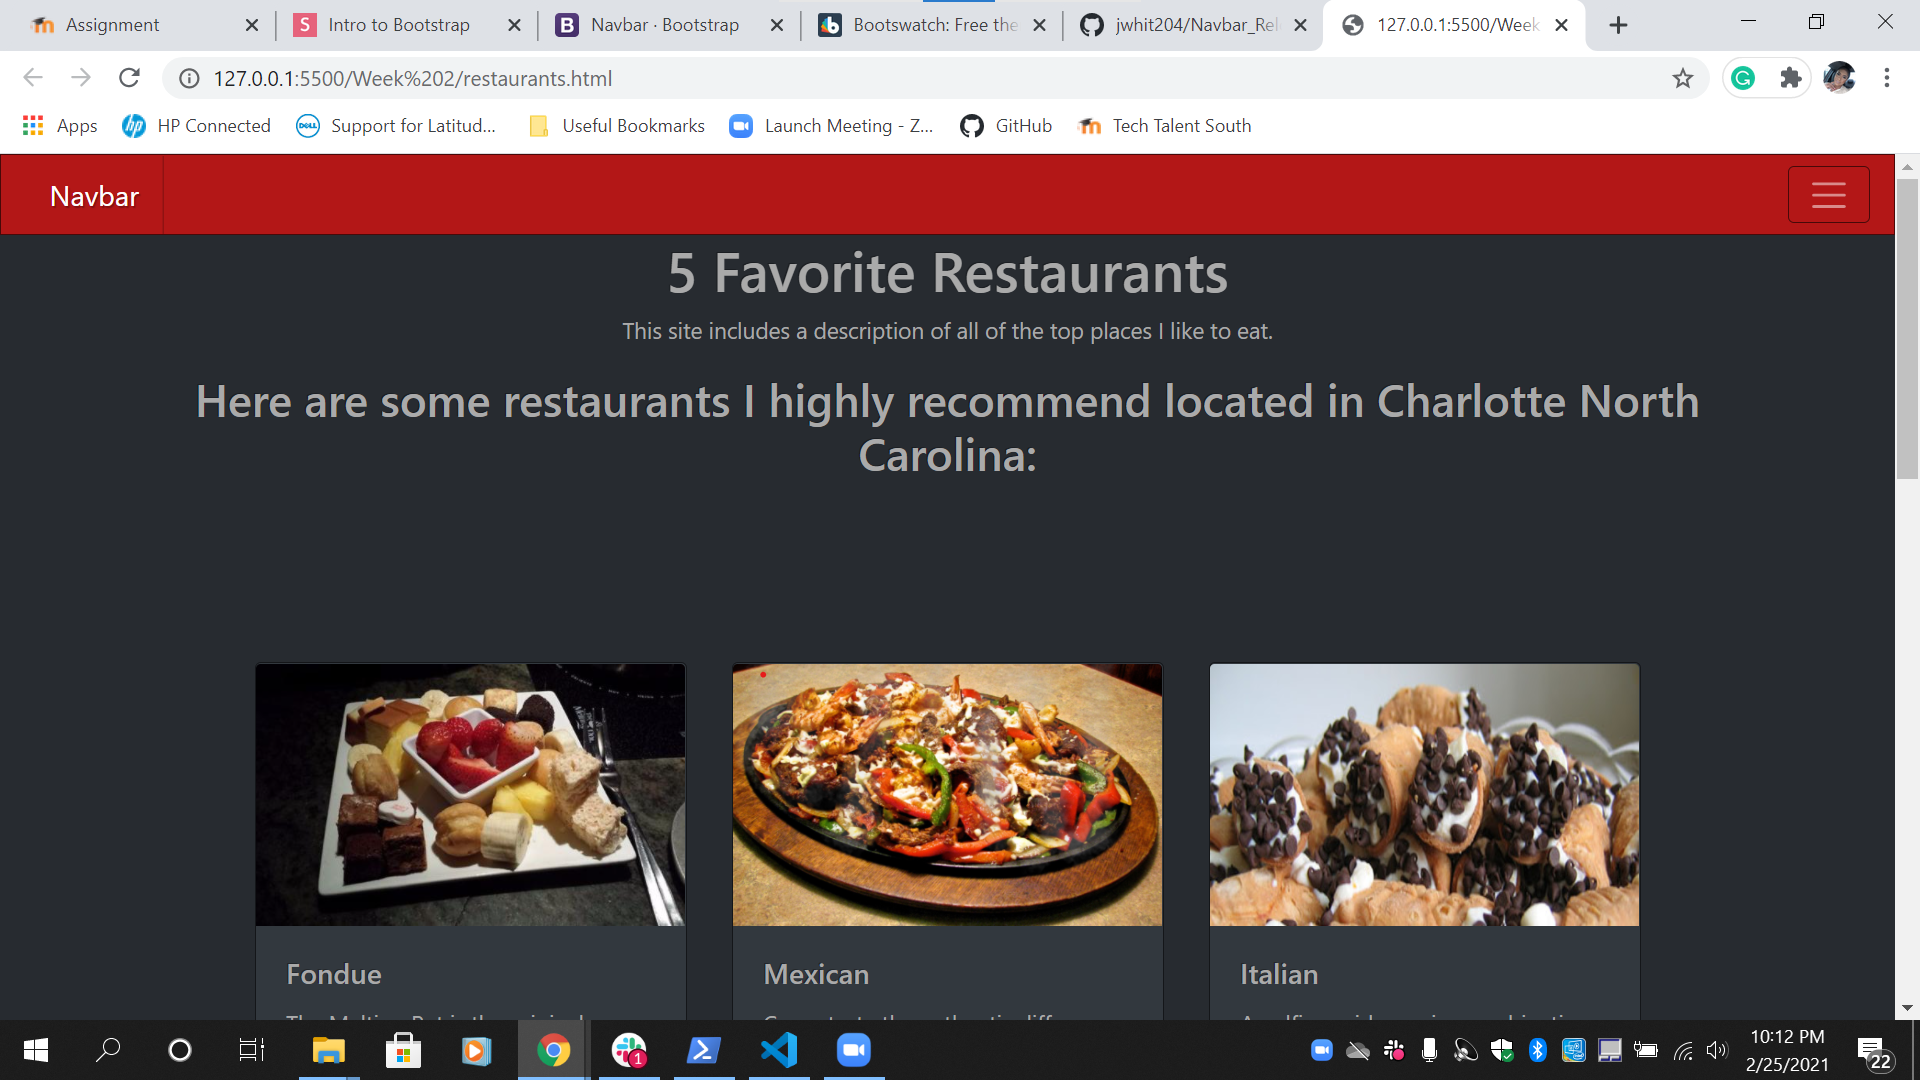 Assignment
Intro to Bootstrap
Navbar · Bootstrap
Bootswatch: Free the
jwhit204/Navbar_Rel
127.0.0.1:5500/Week
127.0.0.1:5500/Week%202/restaurants.html
Apps
HP Connected
Support for Latitud...
Useful Bookmarks
Launch Meeting - Z...
GitHub
Tech Talent South
Navbar
5 Favorite Restaurants
This site includes a description of all of the top places I like to eat.
Here are some restaurants I highly recommend located in Charlotte North
Carolina:
Fondue
Mexican
Italian
10:12 PM
2/25/2021
1
22